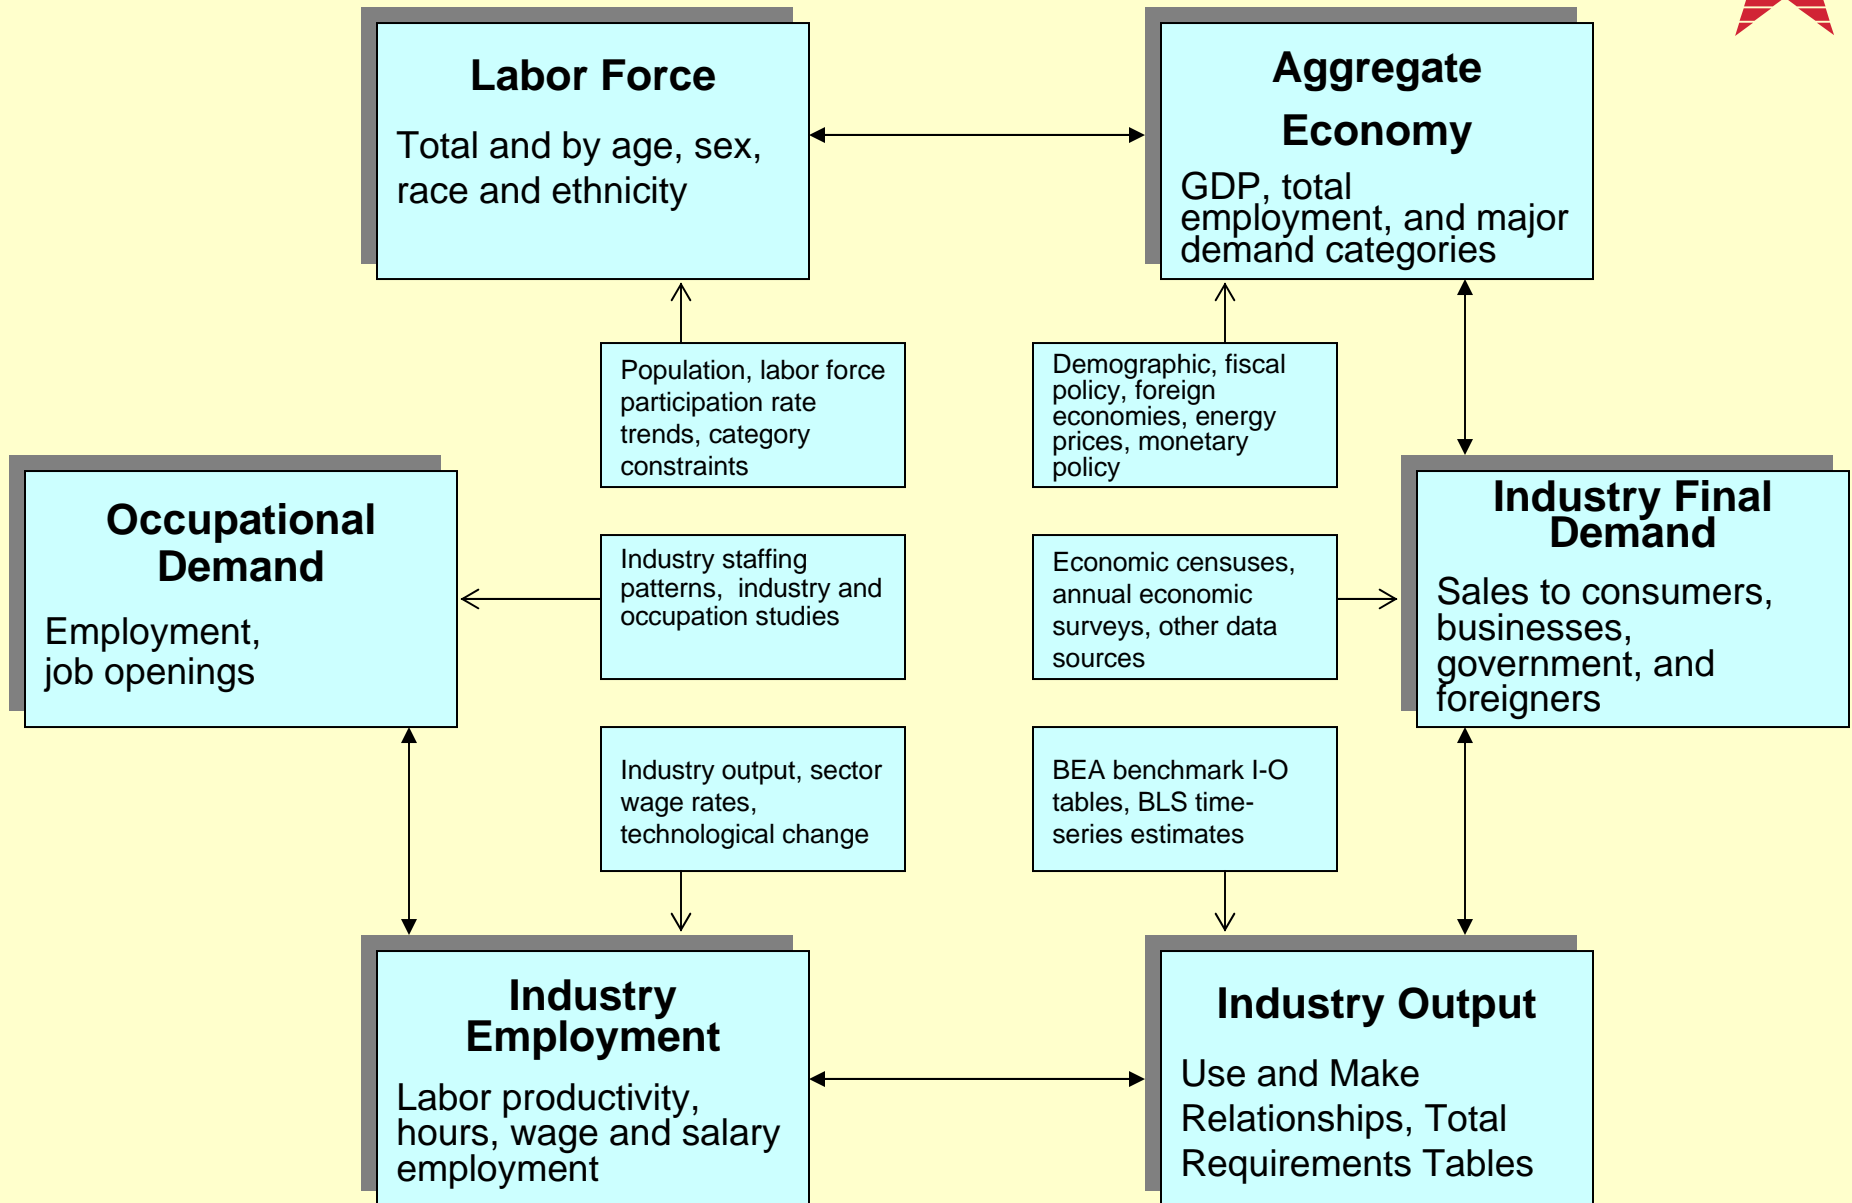 Labor Force
Total and by age, sex,
race and ethnicity
Aggregate
Economy
GDP, total
employment, and major
demand categories
Population, labor force
participation rate
trends, category
constraints
Demographic, fiscal
policy, foreign
economies, energy
prices, monetary
policy
Occupational
Demand
Employment,
job openings
Industry staffing
patterns,  industry and
occupation studies
Economic censuses,
annual economic
surveys, other data
sources
Industry Final
Demand
Sales to consumers,
businesses,
government, and
foreigners
Industry output, sector
wage rates,
technological change
BEA benchmark I-O
tables, BLS time-
series estimates
Industry
Employment
Labor productivity,
hours, wage and salary
employment
Industry Output
Use and Make
Relationships, Total
Requirements Tables